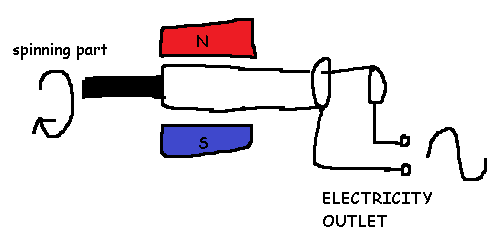 N
spinning part
S
ELECTRICITY
OUTLET